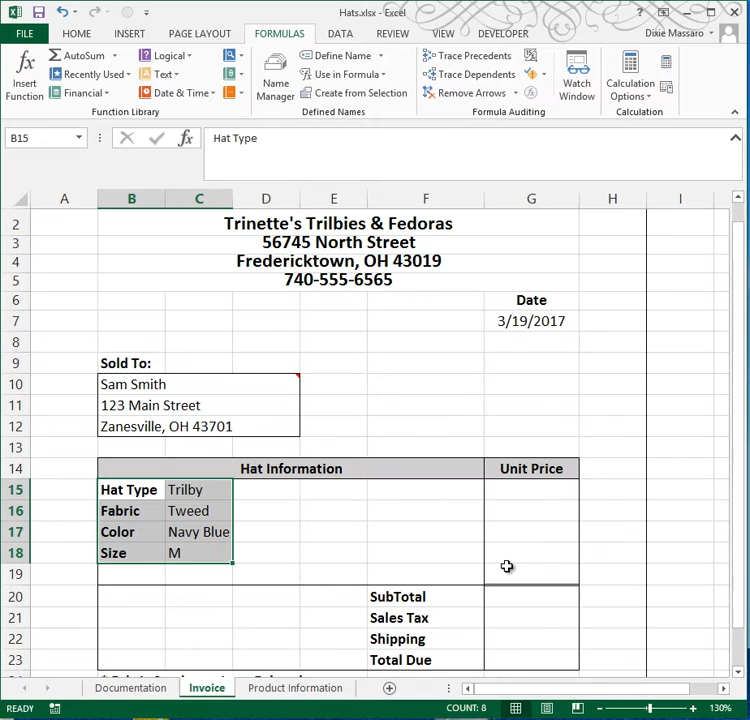 Hats.xlsx - Excel
?
FILE HOME INSERT PAGE LAYOUT FORMULAS DATA REVIEW VIEW DEVELOPER Dixie Massaro
AutoSum Logical Define Name Trace Precedents
Recently Used Text Use in Formula Trace Dependents
Financial Date & Time Create from Selection Remove Arrows
Insert Function
Name Manager
Watch Window
Calculation Options
Function Library Defined Names Formula Auditing Calculation
B15 fx Hat Type
A B C D E F G H I
2 Trinette's Trilbies & Fedoras
3 56745 North Street
4 Fredericktown, OH 43019
5 740-555-6565
6 Date
7 3/19/2017
8
9 Sold To:
10 Sam Smith
11 123 Main Street
12 Zanesville, OH 43701
13
14 Hat Information Unit Price
15 Hat Type Trilby
16 Fabric Tweed
17 Color Navy Blue
18 Size M
19
20 SubTotal
21 Sales Tax
22 Shipping
23 Total Due
Documentation Invoice Product Information
READY COUNT: 8 130%